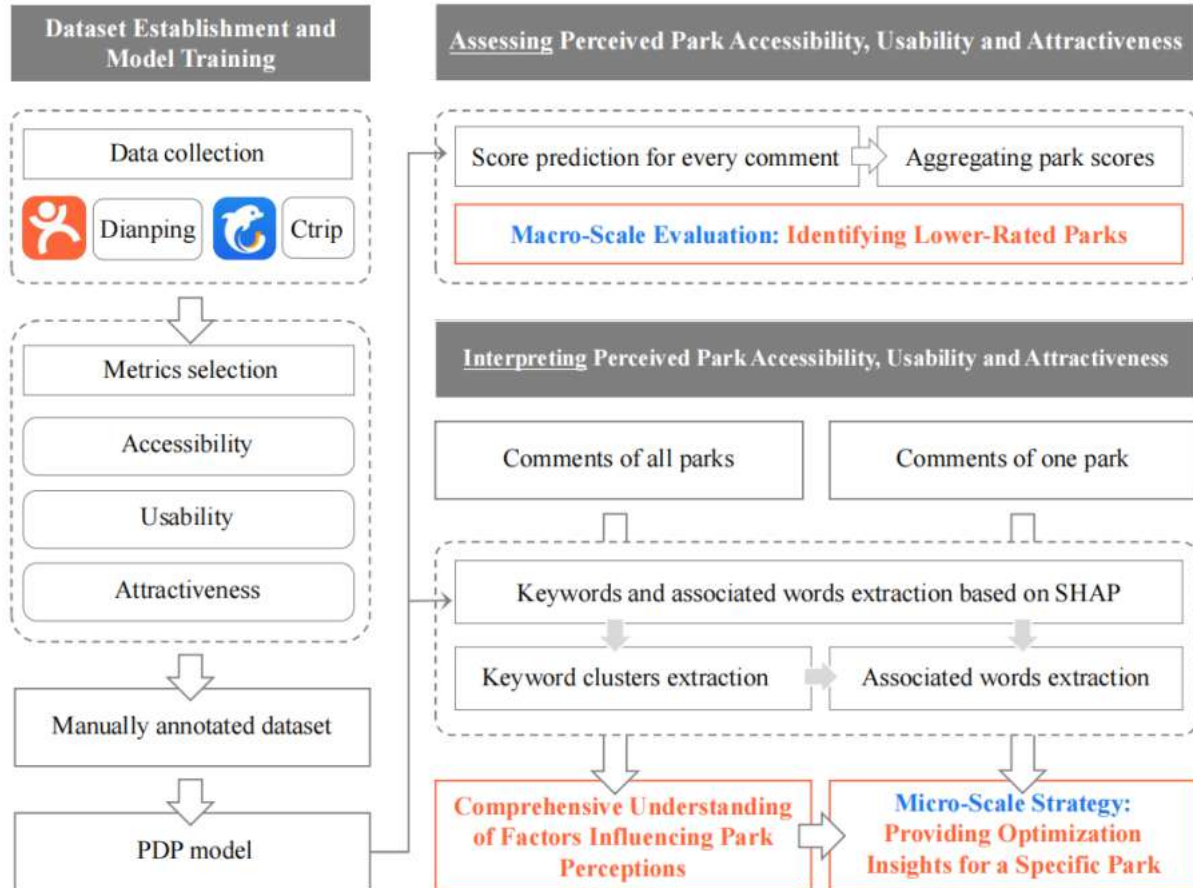 Dataset Establishment and
Model Training
Data collection
Dianping
Ctrip
Metrics selection
Accessibility
Usability
Attractiveness
Manually annotated dataset
PDP model
Assessing Perceived Park Accessibility, Usability and Attractiveness
Score prediction for every comment
Aggregating park scores
Macro-Scale Evaluation: Identifying Lower-Rated Parks
Interpreting Perceived Park Accessibility, Usability and Attractiveness
Comments of all parks
Comments of one park
Keywords and associated words extraction based on SHAP
Keyword clusters extraction
Associated words extraction
Comprehensive Understanding
of Factors Influencing Park
Perceptions
Micro-Scale Strategy:
Providing Optimization
Insights for a Specific Park